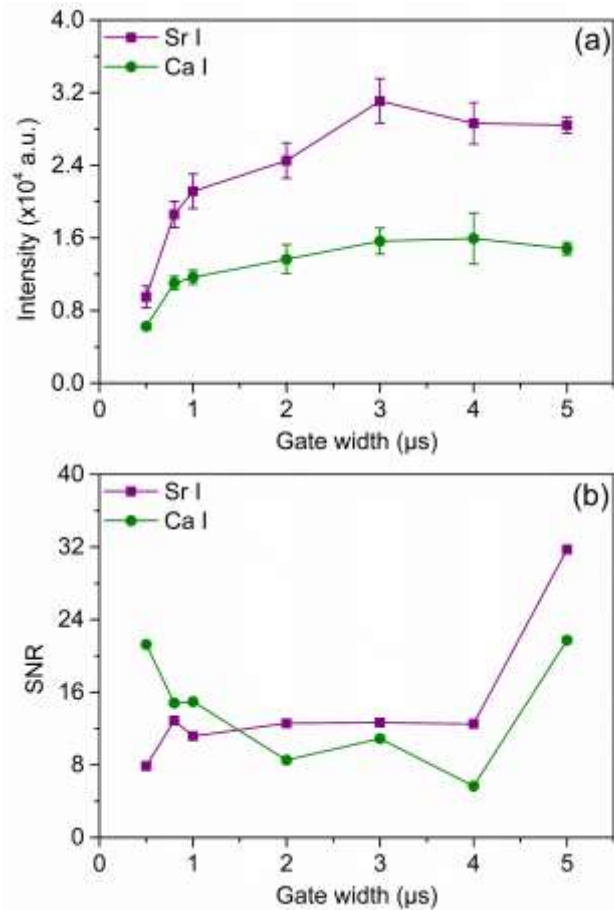 4.0
Sr I
(a)
Ca I
3.2
2.4
1.6
0.8
0.0
Intensity (x10⁴ a.u.)
0 1 2 3 4 5
Gate width (μs)
40
Sr I
(b)
Ca I
32
24
16
8
0
SNR
0 1 2 3 4 5
Gate width (μs)